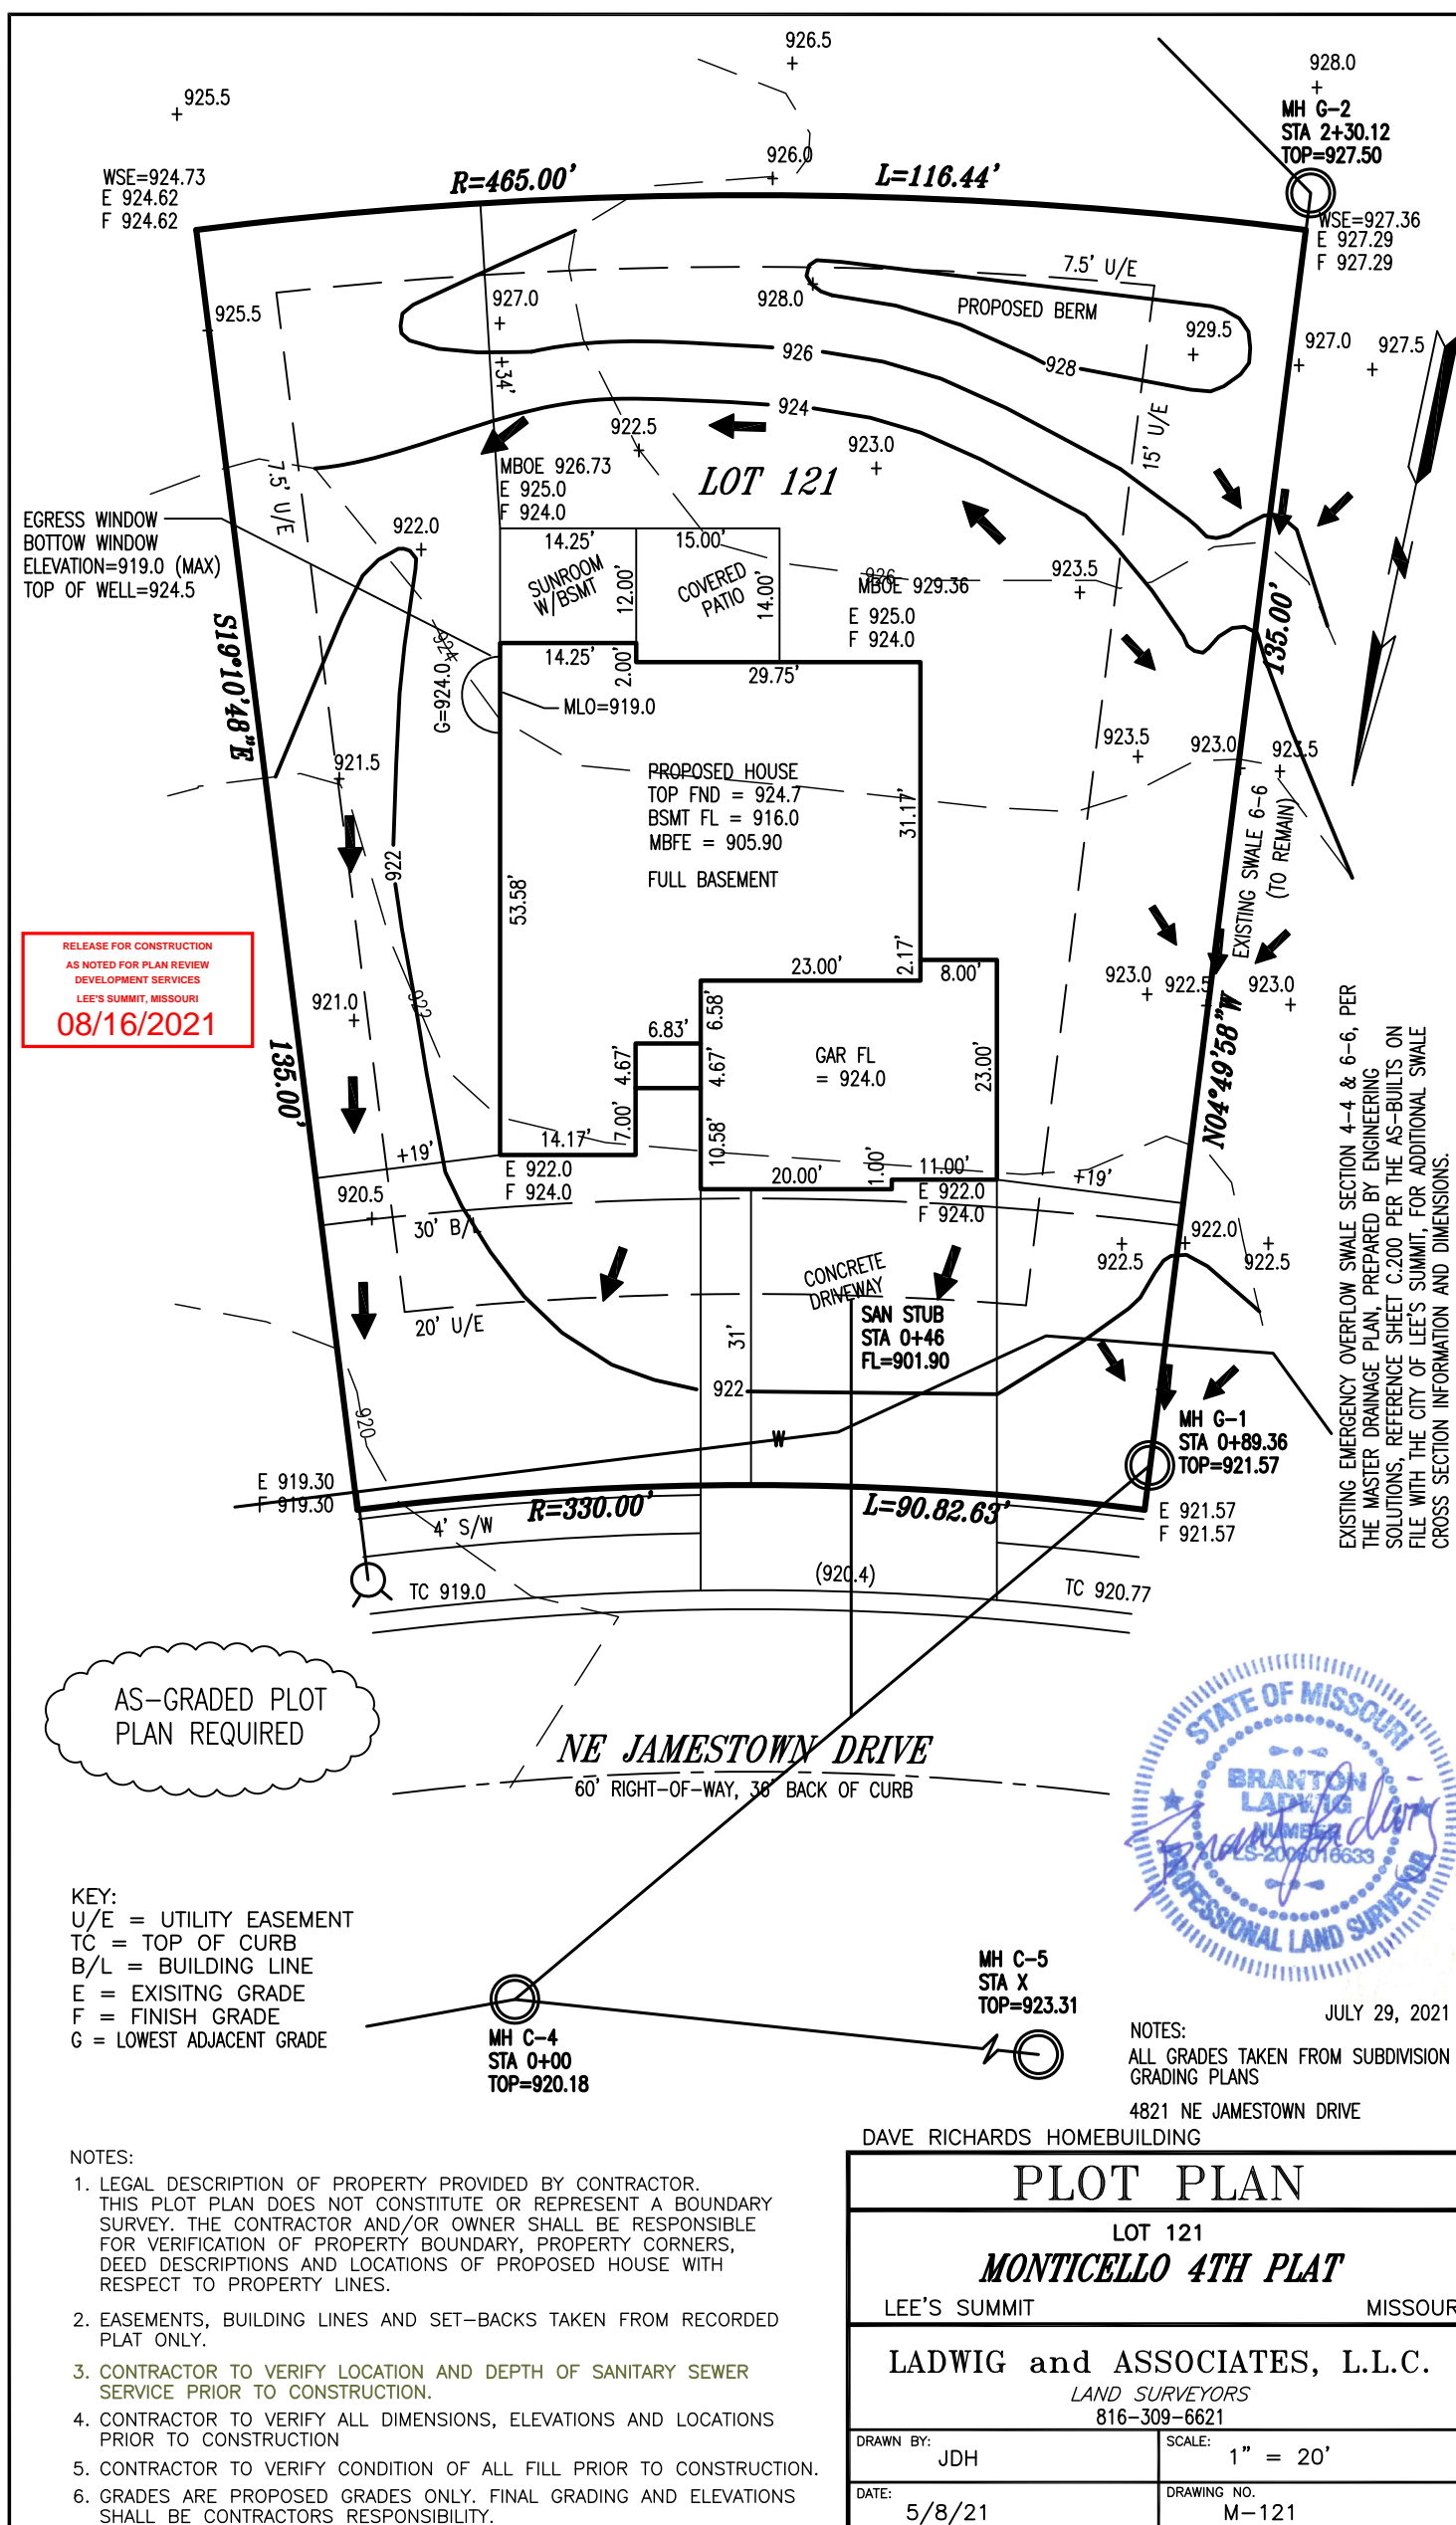 926.5
928.0
925.5
MH G-2
STA 2+30.12
TOP=927.50
926.0
WSE=924.73
E 924.62
F 924.62
R=465.00'
L=116.44'
WSE=927.36
E 927.29
F 927.29
7.5' U/E
925.5
927.0
928.0
PROPOSED BERM
929.5
927.0
927.5
926
928
+34'
924
922.5
923.0
15' U/E
7.5' U/E
MBOE 926.73
E 925.0
F 924.0
LOT 121
EGRESS WINDOW
BOTTOW WINDOW
ELEVATION=919.0 (MAX)
TOP OF WELL=924.5
922.0
14.25'
15.00'
SUNROOM
W/BSMT
12.00'
COVERED
PATIO
14.00'
926
MBOE 929.36
E 925.0
F 924.0
923.5
135.00'
S19°10'48"E
924
G=924.0
14.25'
2.00'
29.75'
MLO=919.0
921.5
923.5
923.0
923.5
PROPOSED HOUSE
TOP FND = 924.7
BSMT FL = 916.0
MBFE = 905.90
FULL BASEMENT
31.17'
EXISTING SWALE 6-6
(TO REMAIN)
922
53.58'
RELEASE FOR CONSTRUCTION
AS NOTED FOR PLAN REVIEW
DEVELOPMENT SERVICES
LEE'S SUMMIT, MISSOURI
08/16/2021
921.0
922
23.00'
2.17'
8.00'
923.0
922.5
923.0
6.83'
6.58'
4.67'
4.67'
GAR FL
= 924.0
23.00'
N04°49'58"W
135.00'
7.00'
10.58'
14.17'
+19'
E 922.0
F 924.0
20.00'
1.00'
11.00'
E 922.0
F 924.0
+19'
920.5
30' B/L
922.5
922.0
922.5
EXISTING EMERGENCY OVERFLOW SWALE SECTION 4-4 & 6-6, PER
THE MASTER DRAINAGE PLAN, PREPARED BY ENGINEERING
SOLUTIONS, REFERENCE SHEET C.200 PER THE AS-BUILTS ON
FILE WITH THE CITY OF LEE'S SUMMIT, FOR ADDITIONAL SWALE
CROSS SECTION INFORMATION AND DIMENSIONS.
CONCRETE
DRIVEWAY
20' U/E
31'
SAN STUB
STA 0+46
FL=901.90
922
920
W
MH G-1
STA 0+89.36
TOP=921.57
E 919.30
F 919.30
R=330.00'
L=90.82.63'
E 921.57
F 921.57
4' S/W
TC 919.0
(920.4)
TC 920.77
AS-GRADED PLOT
PLAN REQUIRED
NE JAMESTOWN DRIVE
60' RIGHT-OF-WAY, 36' BACK OF CURB
STATE OF MISSOURI
BRANTON
LADWIG
NUMBER
LS-2006016633
PROFESSIONAL LAND SURVEYOR
KEY:
U/E = UTILITY EASEMENT
TC = TOP OF CURB
B/L = BUILDING LINE
E = EXISITNG GRADE
F = FINISH GRADE
G = LOWEST ADJACENT GRADE
MH C-4
STA 0+00
TOP=920.18
MH C-5
STA X
TOP=923.31
JULY 29, 2021
NOTES:
ALL GRADES TAKEN FROM SUBDIVISION
GRADING PLANS
4821 NE JAMESTOWN DRIVE
DAVE RICHARDS HOMEBUILDING
NOTES:
1. LEGAL DESCRIPTION OF PROPERTY PROVIDED BY CONTRACTOR.
THIS PLOT PLAN DOES NOT CONSTITUTE OR REPRESENT A BOUNDARY
SURVEY. THE CONTRACTOR AND/OR OWNER SHALL BE RESPONSIBLE
FOR VERIFICATION OF PROPERTY BOUNDARY, PROPERTY CORNERS,
DEED DESCRIPTIONS AND LOCATIONS OF PROPOSED HOUSE WITH
RESPECT TO PROPERTY LINES.
2. EASEMENTS, BUILDING LINES AND SET-BACKS TAKEN FROM RECORDED
PLAT ONLY.
3. CONTRACTOR TO VERIFY LOCATION AND DEPTH OF SANITARY SEWER
SERVICE PRIOR TO CONSTRUCTION.
4. CONTRACTOR TO VERIFY ALL DIMENSIONS, ELEVATIONS AND LOCATIONS
PRIOR TO CONSTRUCTION
5. CONTRACTOR TO VERIFY CONDITION OF ALL FILL PRIOR TO CONSTRUCTION.
6. GRADES ARE PROPOSED GRADES ONLY. FINAL GRADING AND ELEVATIONS
SHALL BE CONTRACTORS RESPONSIBILITY.
PLOT PLAN
LOT 121
MONTICELLO 4TH PLAT
LEE'S SUMMIT MISSOUR
LADWIG and ASSOCIATES, L.L.C.
LAND SURVEYORS
816-309-6621
DRAWN BY:
JDH
SCALE:
1" = 20'
DATE:
5/8/21
DRAWING NO.
M-121